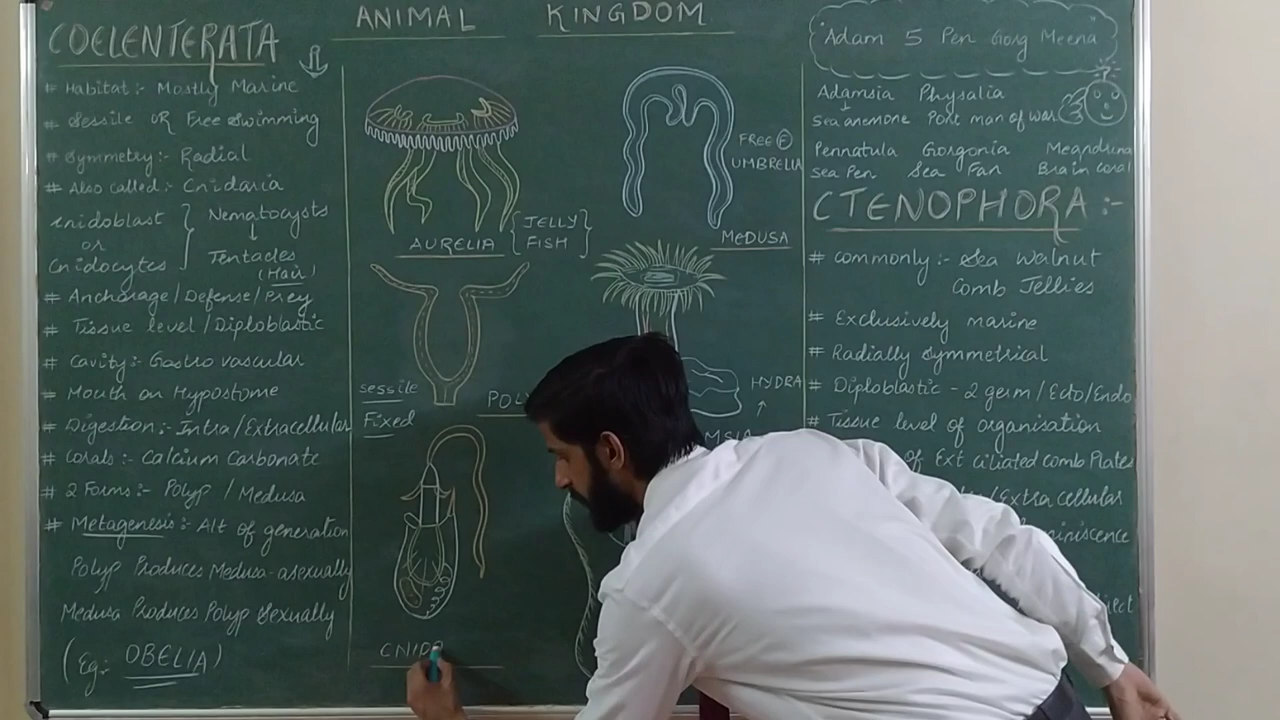 ANIMAL KINGDOM
COELENTERATA
# Habitat :- Mostly Marine
# Sessile OR Free Swimming
# Symmetry :- Radial
# Also called :- Cnidaria
cnidoblast
or
Cnidocytes
Nematocysts
Tentacles
(Hair)
# Anchorage / Defense / Prey
# Tissue level / Diploblastic
# Cavity :- Gastro vascular
# Mouth on Hypostome
# Digestion :- Intra / Extracellular
# Corals :- Calcium Carbonate
# 2 Forms :- Polyp / Medusa
# Metagenesis :- Alt of generation
Polyp Produces Medusa - asexually
Medusa Produces Polyp Sexually
(Eg :- OBELIA)
AURELIA {JELLY FISH}
FREE
UMBRELLA
MEDUSA
sessile
Fixed
POLY
HYDRA
MSIA
CNIDO
Adam 5 Pen Gorg Meena
Adamsia Physalia
Sea anemone Port man of war
Pennatula Gorgonia Meandrina
Sea Pen Sea Fan Brain coral
CTENOPHORA :-
# commonly :- Sea Walnut
Comb Jellies
# Exclusively marine
# Radially Symmetrical
# Diploblastic - 2 germ / Ecto / Endo
# Tissue level of organisation
of Ext ciliated comb Plates
/ Extra cellular
iniscence
rect